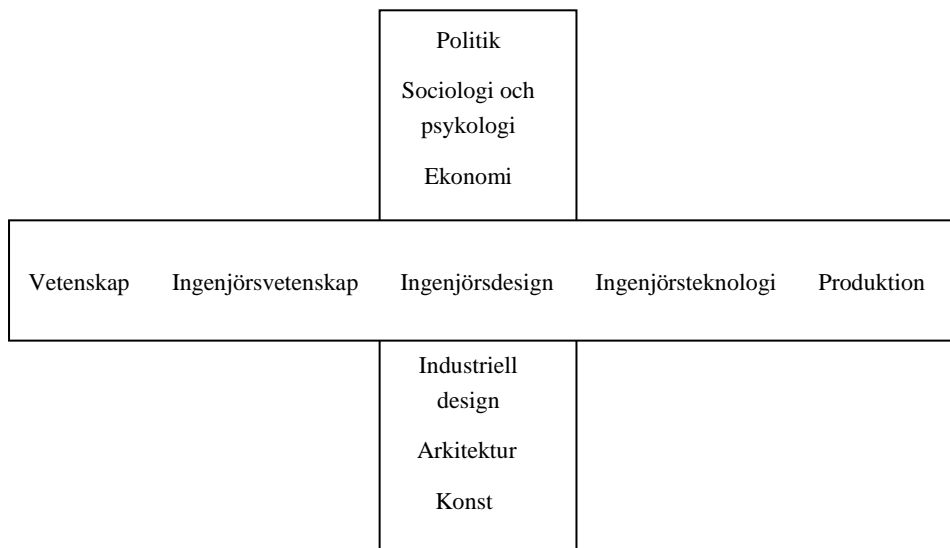 Politik
Sociologi och
psykologi
Ekonomi
Vetenskap Ingenjörsvetenskap Ingenjörsdesign Ingenjörsteknologi Produktion
Industriell
design
Arkitektur
Konst